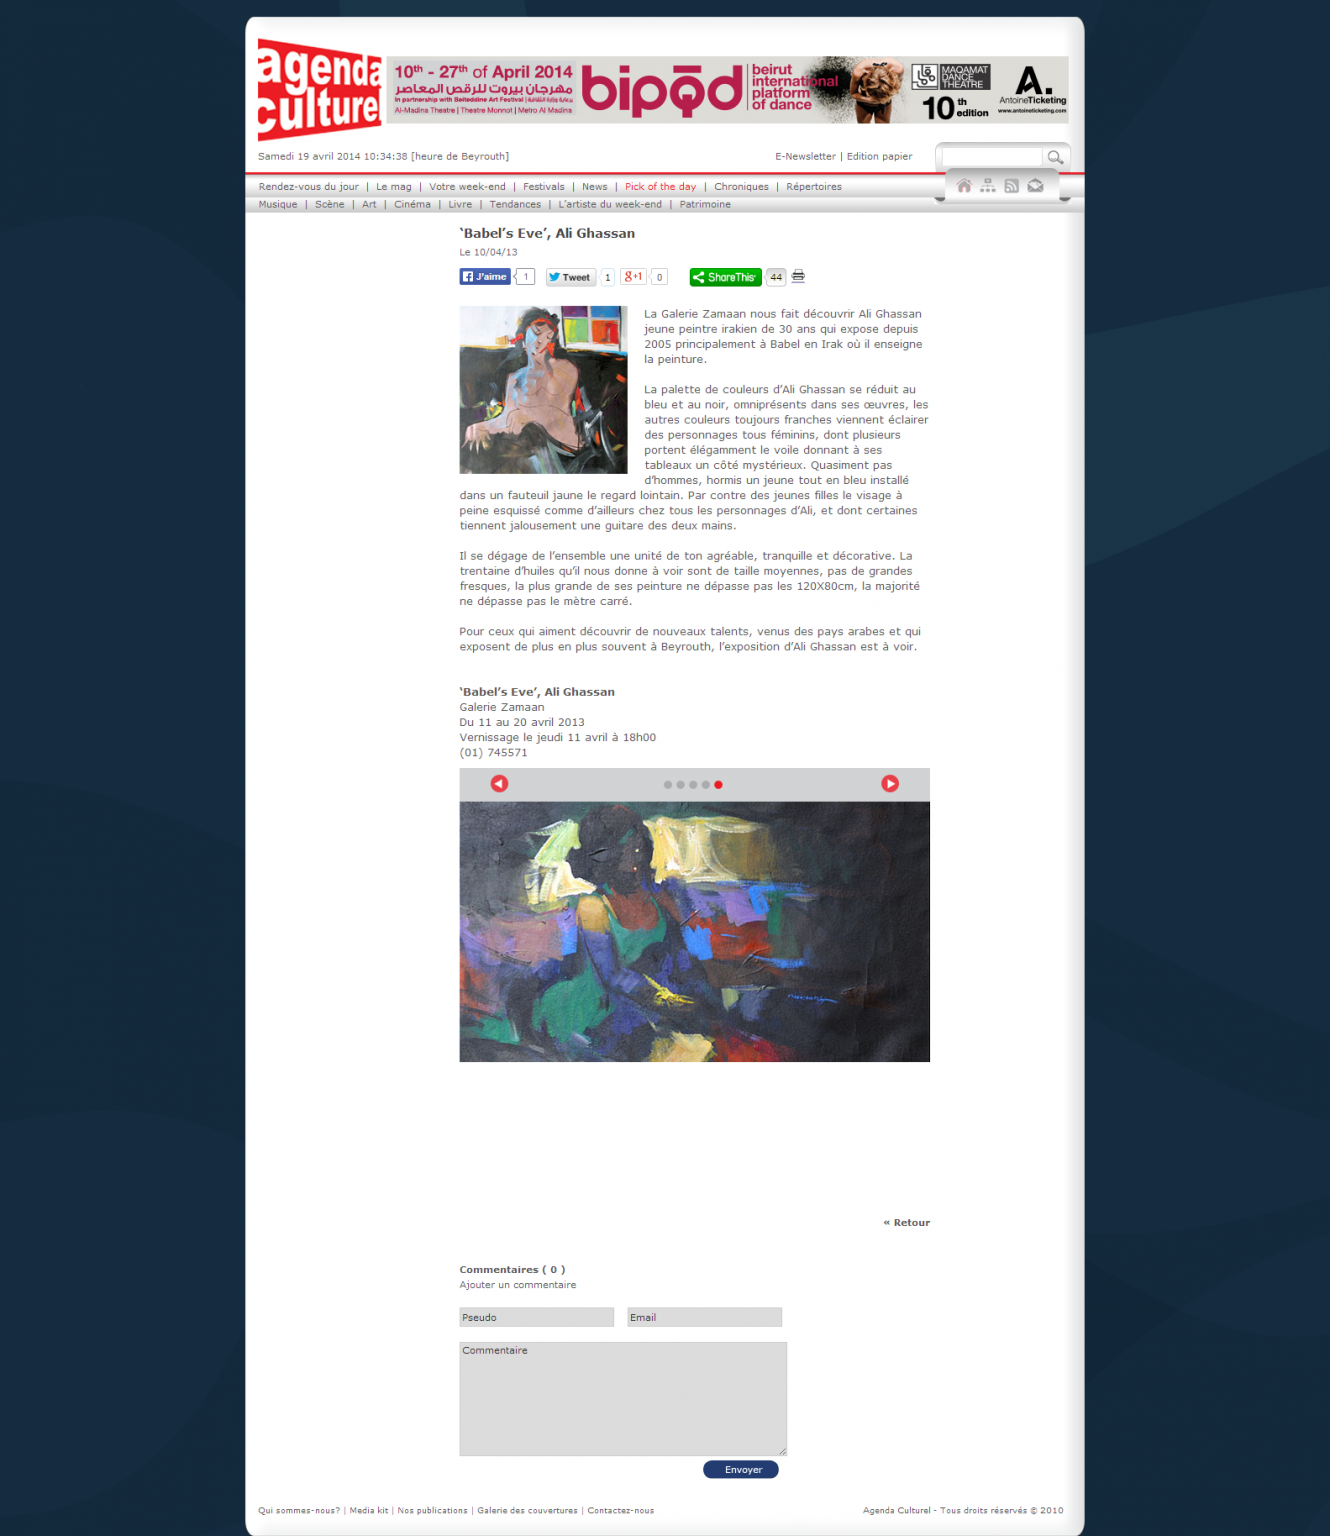 agenda
culturel
10th - 27th of April 2014
مهرجان بيروت للرقص المعاصر
In partnership with Beiteddine Art Festival
Al-Madina Theatre | Theatre Monnot | Metro Al Madina
bipod
beirut
international
platform
of dance
MAQAMAT
DANCE
THEATRE
10th
edition
A.
AntoineTicketing
www.antoineticketing.com
Samedi 19 avril 2014 10:34:38 [heure de Beyrouth]
E-Newsletter | Edition papier
Rendez-vous du jour | Le mag | Votre week-end | Festivals | News | Pick of the day | Chroniques | Répertoires
Musique | Scène | Art | Cinéma | Livre | Tendances | L’artiste du week-end | Patrimoine
‘Babel’s Eve’, Ali Ghassan
Le 10/04/13
J'aime 1 Tweet 1 g+1 0 ShareThis 44
La Galerie Zamaan nous fait découvrir Ali Ghassan
jeune peintre irakien de 30 ans qui expose depuis
2005 principalement à Babel en Irak où il enseigne
la peinture.
La palette de couleurs d’Ali Ghassan se réduit au
bleu et au noir, omniprésents dans ses œuvres, les
autres couleurs toujours franches viennent éclairer
des personnages tous féminins, dont plusieurs
portent élégamment le voile donnant à ses
tableaux un côté mystérieux. Quasiment pas
d’hommes, hormis un jeune tout en bleu installé
dans un fauteuil jaune le regard lointain. Par contre des jeunes filles le visage à
peine esquissé comme d’ailleurs chez tous les personnages d’Ali, et dont certaines
tiennent jalousement une guitare des deux mains.
Il se dégage de l’ensemble une unité de ton agréable, tranquille et décorative. La
trentaine d’huiles qu’il nous donne à voir sont de taille moyennes, pas de grandes
fresques, la plus grande de ses peinture ne dépasse pas les 120X80cm, la majorité
ne dépasse pas le mètre carré.
Pour ceux qui aiment découvrir de nouveaux talents, venus des pays arabes et qui
exposent de plus en plus souvent à Beyrouth, l’exposition d’Ali Ghassan est à voir.
‘Babel’s Eve’, Ali Ghassan
Galerie Zamaan
Du 11 au 20 avril 2013
Vernissage le jeudi 11 avril à 18h00
(01) 745571
« Retour
Commentaires ( 0 )
Ajouter un commentaire
Pseudo
Email
Commentaire
Envoyer
Qui sommes-nous? | Media kit | Nos publications | Galerie des couvertures | Contactez-nous
Agenda Culturel - Tous droits réservés © 2010